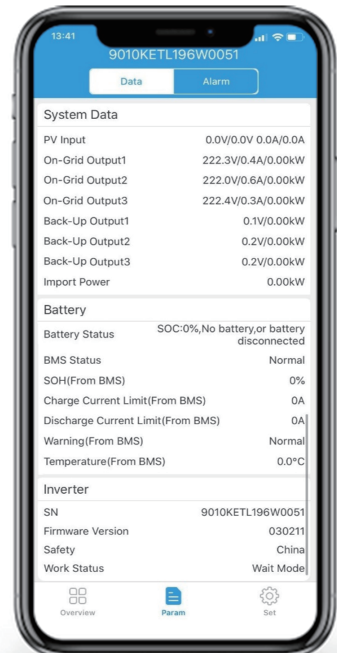 13:41
9010KETL196W0051
Data Alarm
System Data
PV Input 0.0V/0.0V 0.0A/0.0A
On-Grid Output1 222.3V/0.4A/0.00kW
On-Grid Output2 222.0V/0.6A/0.00kW
On-Grid Output3 222.4V/0.3A/0.00kW
Back-Up Output1 0.1V/0.00kW
Back-Up Output2 0.2V/0.00kW
Back-Up Output3 0.2V/0.00kW
Import Power 0.00kW
Battery
Battery Status SOC:0%,No battery,or battery
disconnected
BMS Status Normal
SOH(From BMS) 0%
Charge Current Limit(From BMS) 0A
Discharge Current Limit(From BMS) 0A
Warning(From BMS) Normal
Temperature(From BMS) 0.0°C
Inverter
SN 9010KETL196W0051
Firmware Version 030211
Safety China
Work Status Wait Mode
Overview Param Set